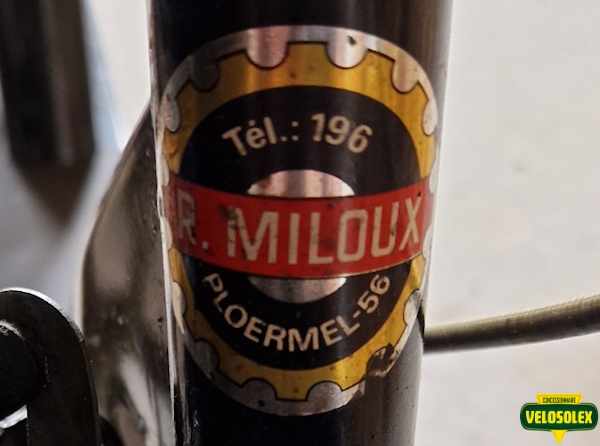 Tél.: 196
R. MILOUX
PLOERMEL-56
CONCESSIONNAIRE
VELOSOLEX